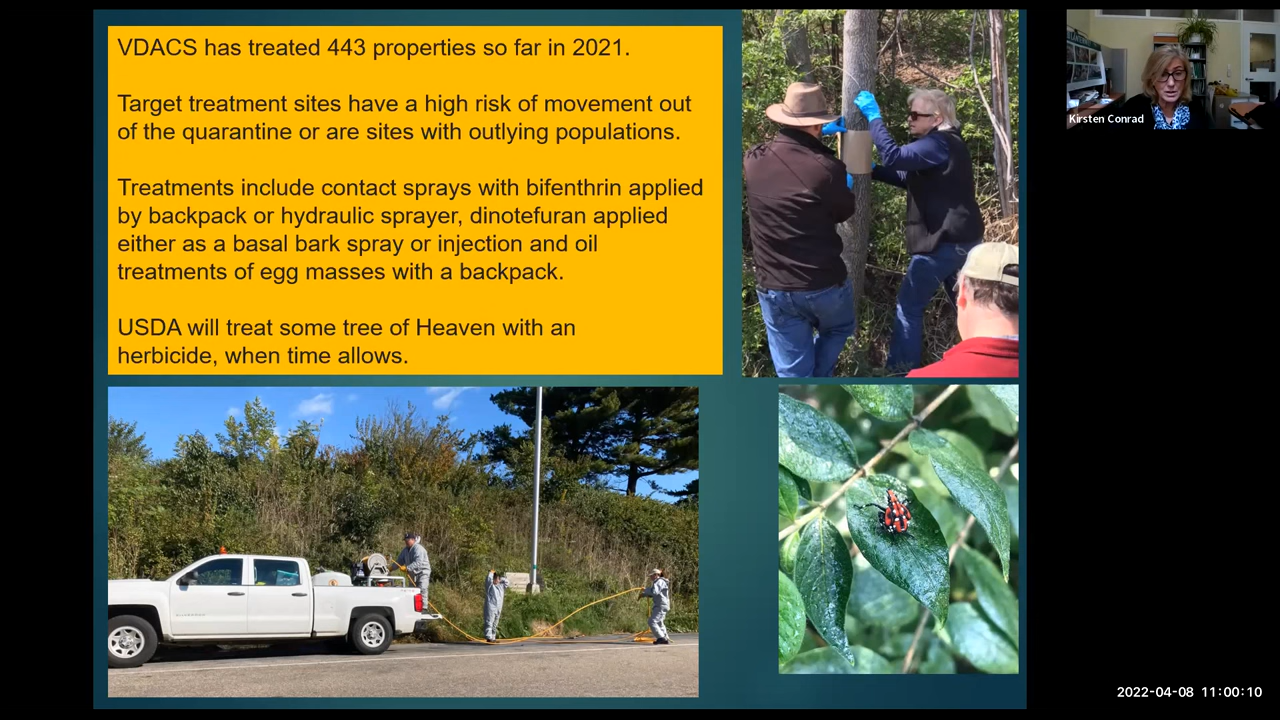 VDACS has treated 443 properties so far in 2021.
Target treatment sites have a high risk of movement out
of the quarantine or are sites with outlying populations.
Treatments include contact sprays with bifenthrin applied
by backpack or hydraulic sprayer, dinotefuran applied
either as a basal bark spray or injection and oil
treatments of egg masses with a backpack.
USDA will treat some tree of Heaven with an
herbicide, when time allows.
Kirsten Conrad
2022-04-08 11:00:10